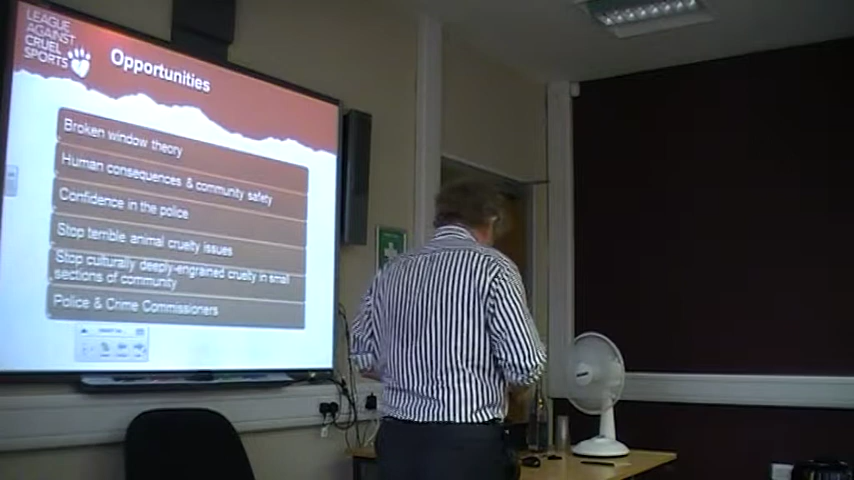 LEAGUE
AGAINST
CRUEL
SPORTS
Opportunities
Broken window theory
Human consequences & community safety
Confidence in the police
Stop terrible animal cruelty issues
Stop culturally deeply-engrained cruelty in small
sections of community
Police & Crime Commissioners